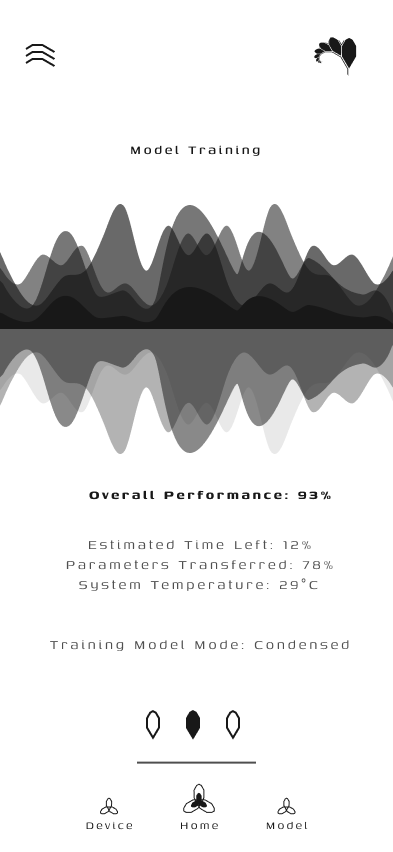 Model Training
Overall Performance: 93%
Estimated Time Left: 12%
Parameters Transferred: 78%
System Temperature: 29°C
Training Model Mode: Condensed
Device Home Model